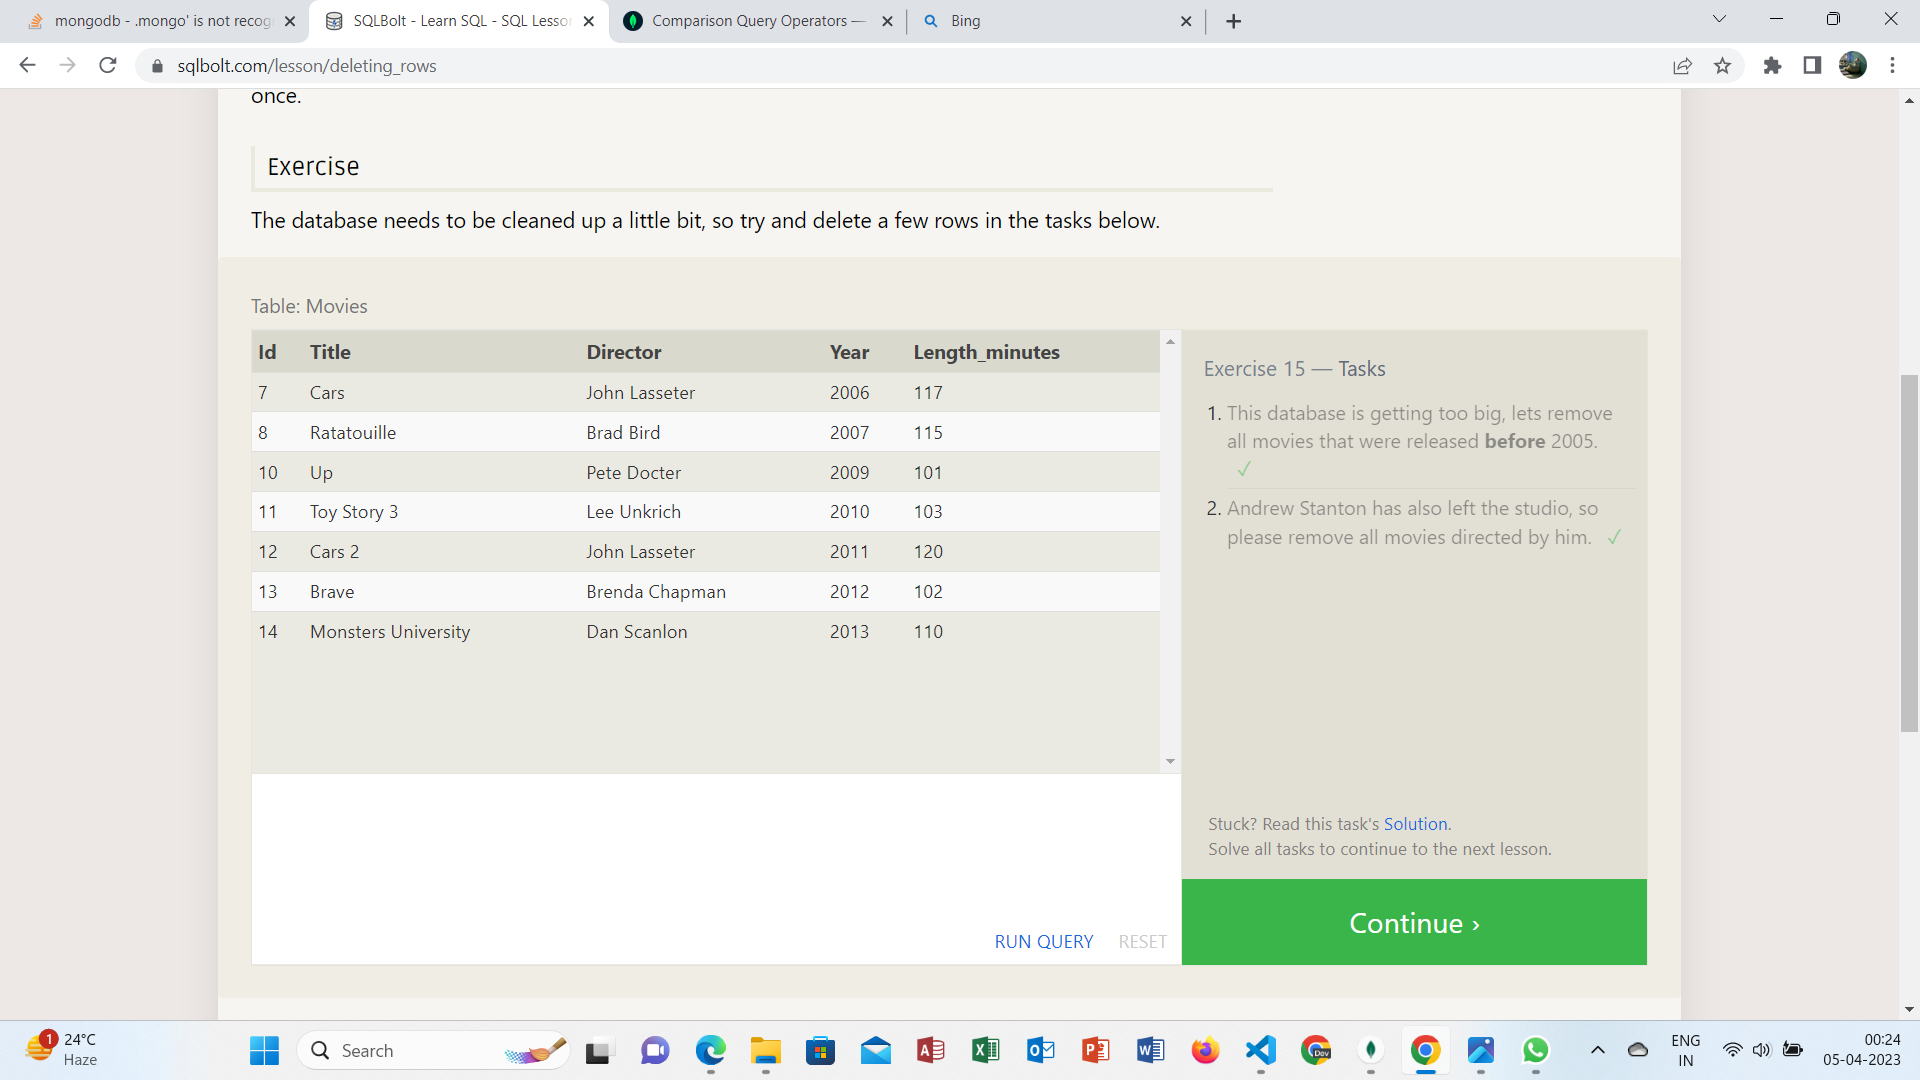 mongodb - .mongo' is not recog
SQLBolt - Learn SQL - SQL Lesso
Comparison Query Operators —
Bing
sqlbolt.com/lesson/deleting_rows
once.
Exercise
The database needs to be cleaned up a little bit, so try and delete a few rows in the tasks below.
Table: Movies
Id Title Director Year Length_minutes
7 Cars John Lasseter 2006 117
8 Ratatouille Brad Bird 2007 115
10 Up Pete Docter 2009 101
11 Toy Story 3 Lee Unkrich 2010 103
12 Cars 2 John Lasseter 2011 120
13 Brave Brenda Chapman 2012 102
14 Monsters University Dan Scanlon 2013 110
RUN QUERY RESET
Exercise 15 — Tasks
1. This database is getting too big, lets remove
all movies that were released before 2005.
✓
2. Andrew Stanton has also left the studio, so
please remove all movies directed by him. ✓
Stuck? Read this task's Solution.
Solve all tasks to continue to the next lesson.
Continue ›
1
24°C
Haze
Search
Dev
ENG
IN
00:24
05-04-2023